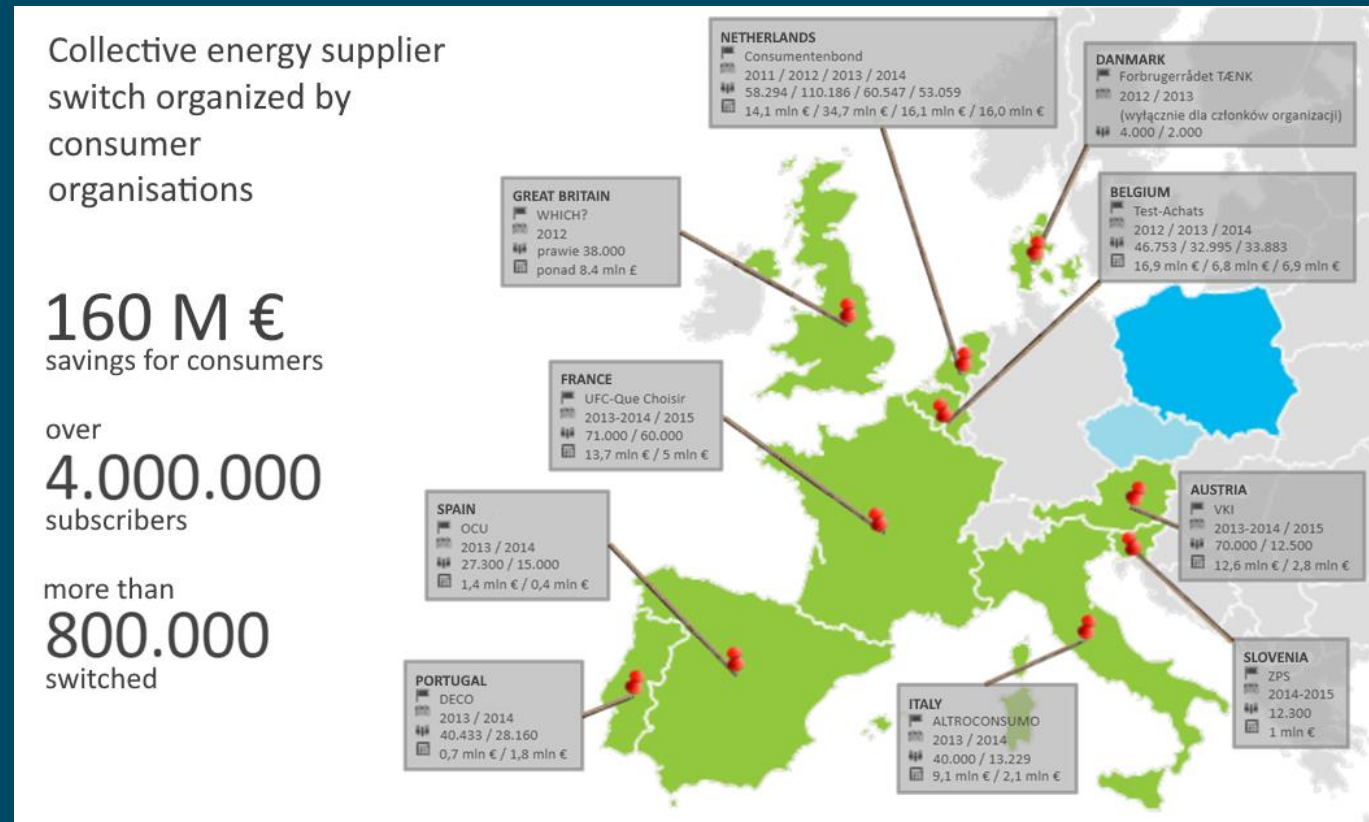 Collective energy supplier
switch organized by
consumer
organisations
160 M €
savings for consumers
over
4.000.000
subscribers
more than
800.000
switched
NETHERLANDS
Consumentenbond
2011 / 2012 / 2013 / 2014
58.294 / 110.186 / 60.547 / 53.059
14,1 mln € / 34,7 mln € / 16,1 mln € / 16,0 mln €
DANMARK
Forbrugerrådet TÆNK
2012 / 2013
(wyłącznie dla członków organizacji)
4.000 / 2.000
GREAT BRITAIN
WHICH?
2012
prawie 38.000
ponad 8.4 mln £
BELGIUM
Test-Achats
2012 / 2013 / 2014
46.753 / 32.995 / 33.883
16,9 mln € / 6,8 mln € / 6,9 mln €
FRANCE
UFC-Que Choisir
2013-2014 / 2015
71.000 / 60.000
13,7 mln € / 5 mln €
AUSTRIA
VKI
2013-2014 / 2015
70.000 / 12.500
12,6 mln € / 2,8 mln €
SPAIN
OCU
2013 / 2014
27.300 / 15.000
1,4 mln € / 0,4 mln €
SLOVENIA
ZPS
2014-2015
12.300
1 mln €
PORTUGAL
DECO
2013 / 2014
40.433 / 28.160
0,7 mln € / 1,8 mln €
ITALY
ALTROCONSUMO
2013 / 2014
40.000 / 13.229
9,1 mln € / 2,1 mln €